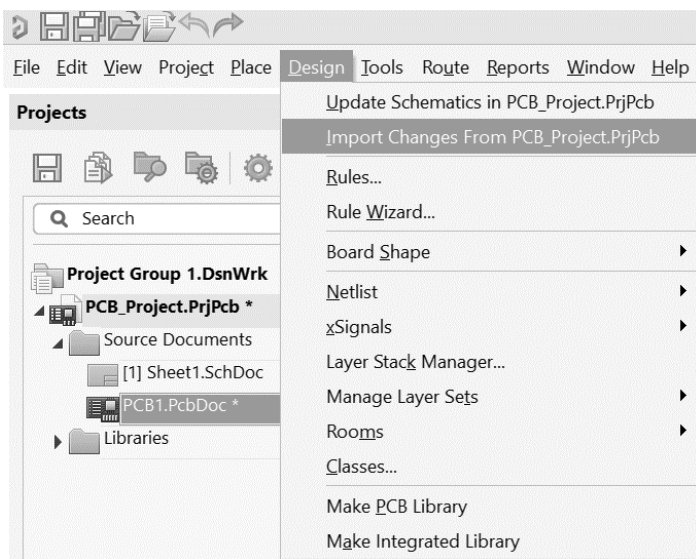 File Edit View Project Place Design Tools Route Reports Window Help
Projects
Search
Project Group 1.DsnWrk
PCB_Project.PrjPcb *
Source Documents
[1] Sheet1.SchDoc
PCB1.PcbDoc *
Libraries
Update Schematics in PCB_Project.PrjPcb
Import Changes From PCB_Project.PrjPcb
Rules...
Rule Wizard...
Board Shape
Netlist
xSignals
Layer Stack Manager...
Manage Layer Sets
Rooms
Classes...
Make PCB Library
Make Integrated Library